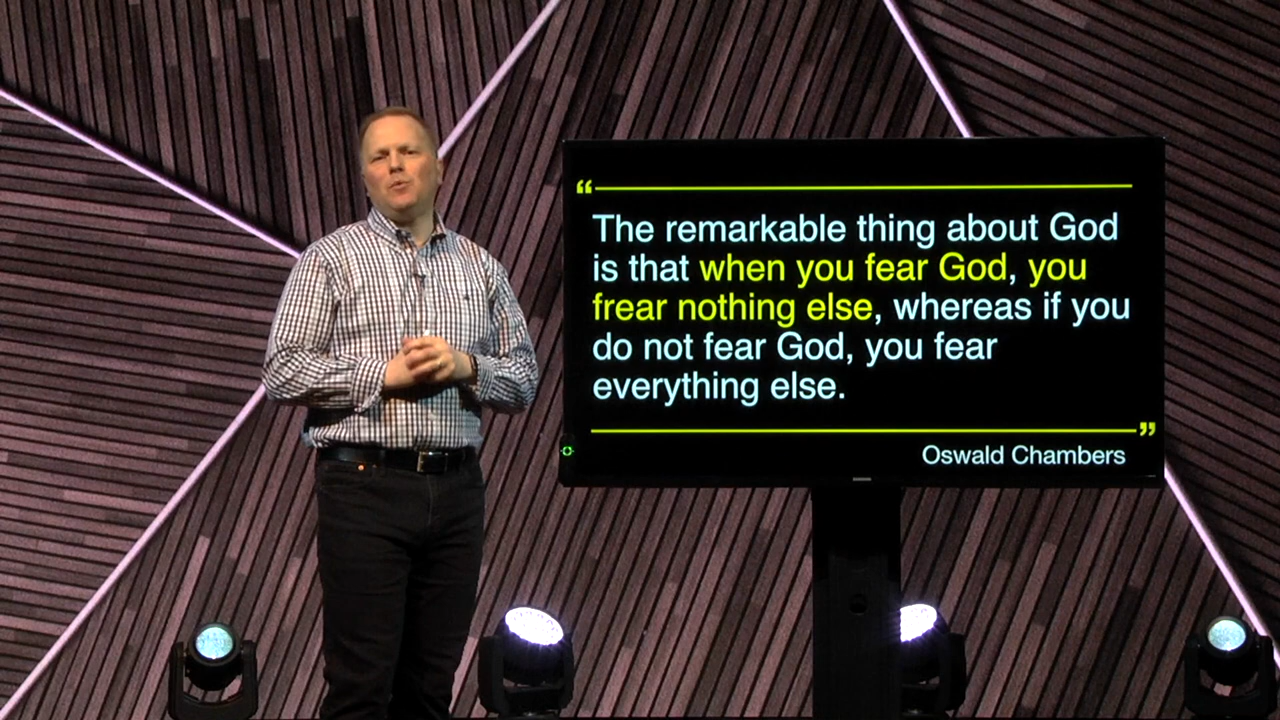 “
The remarkable thing about God
is that when you fear God, you
frear nothing else, whereas if you
do not fear God, you fear
everything else.
”
Oswald Chambers